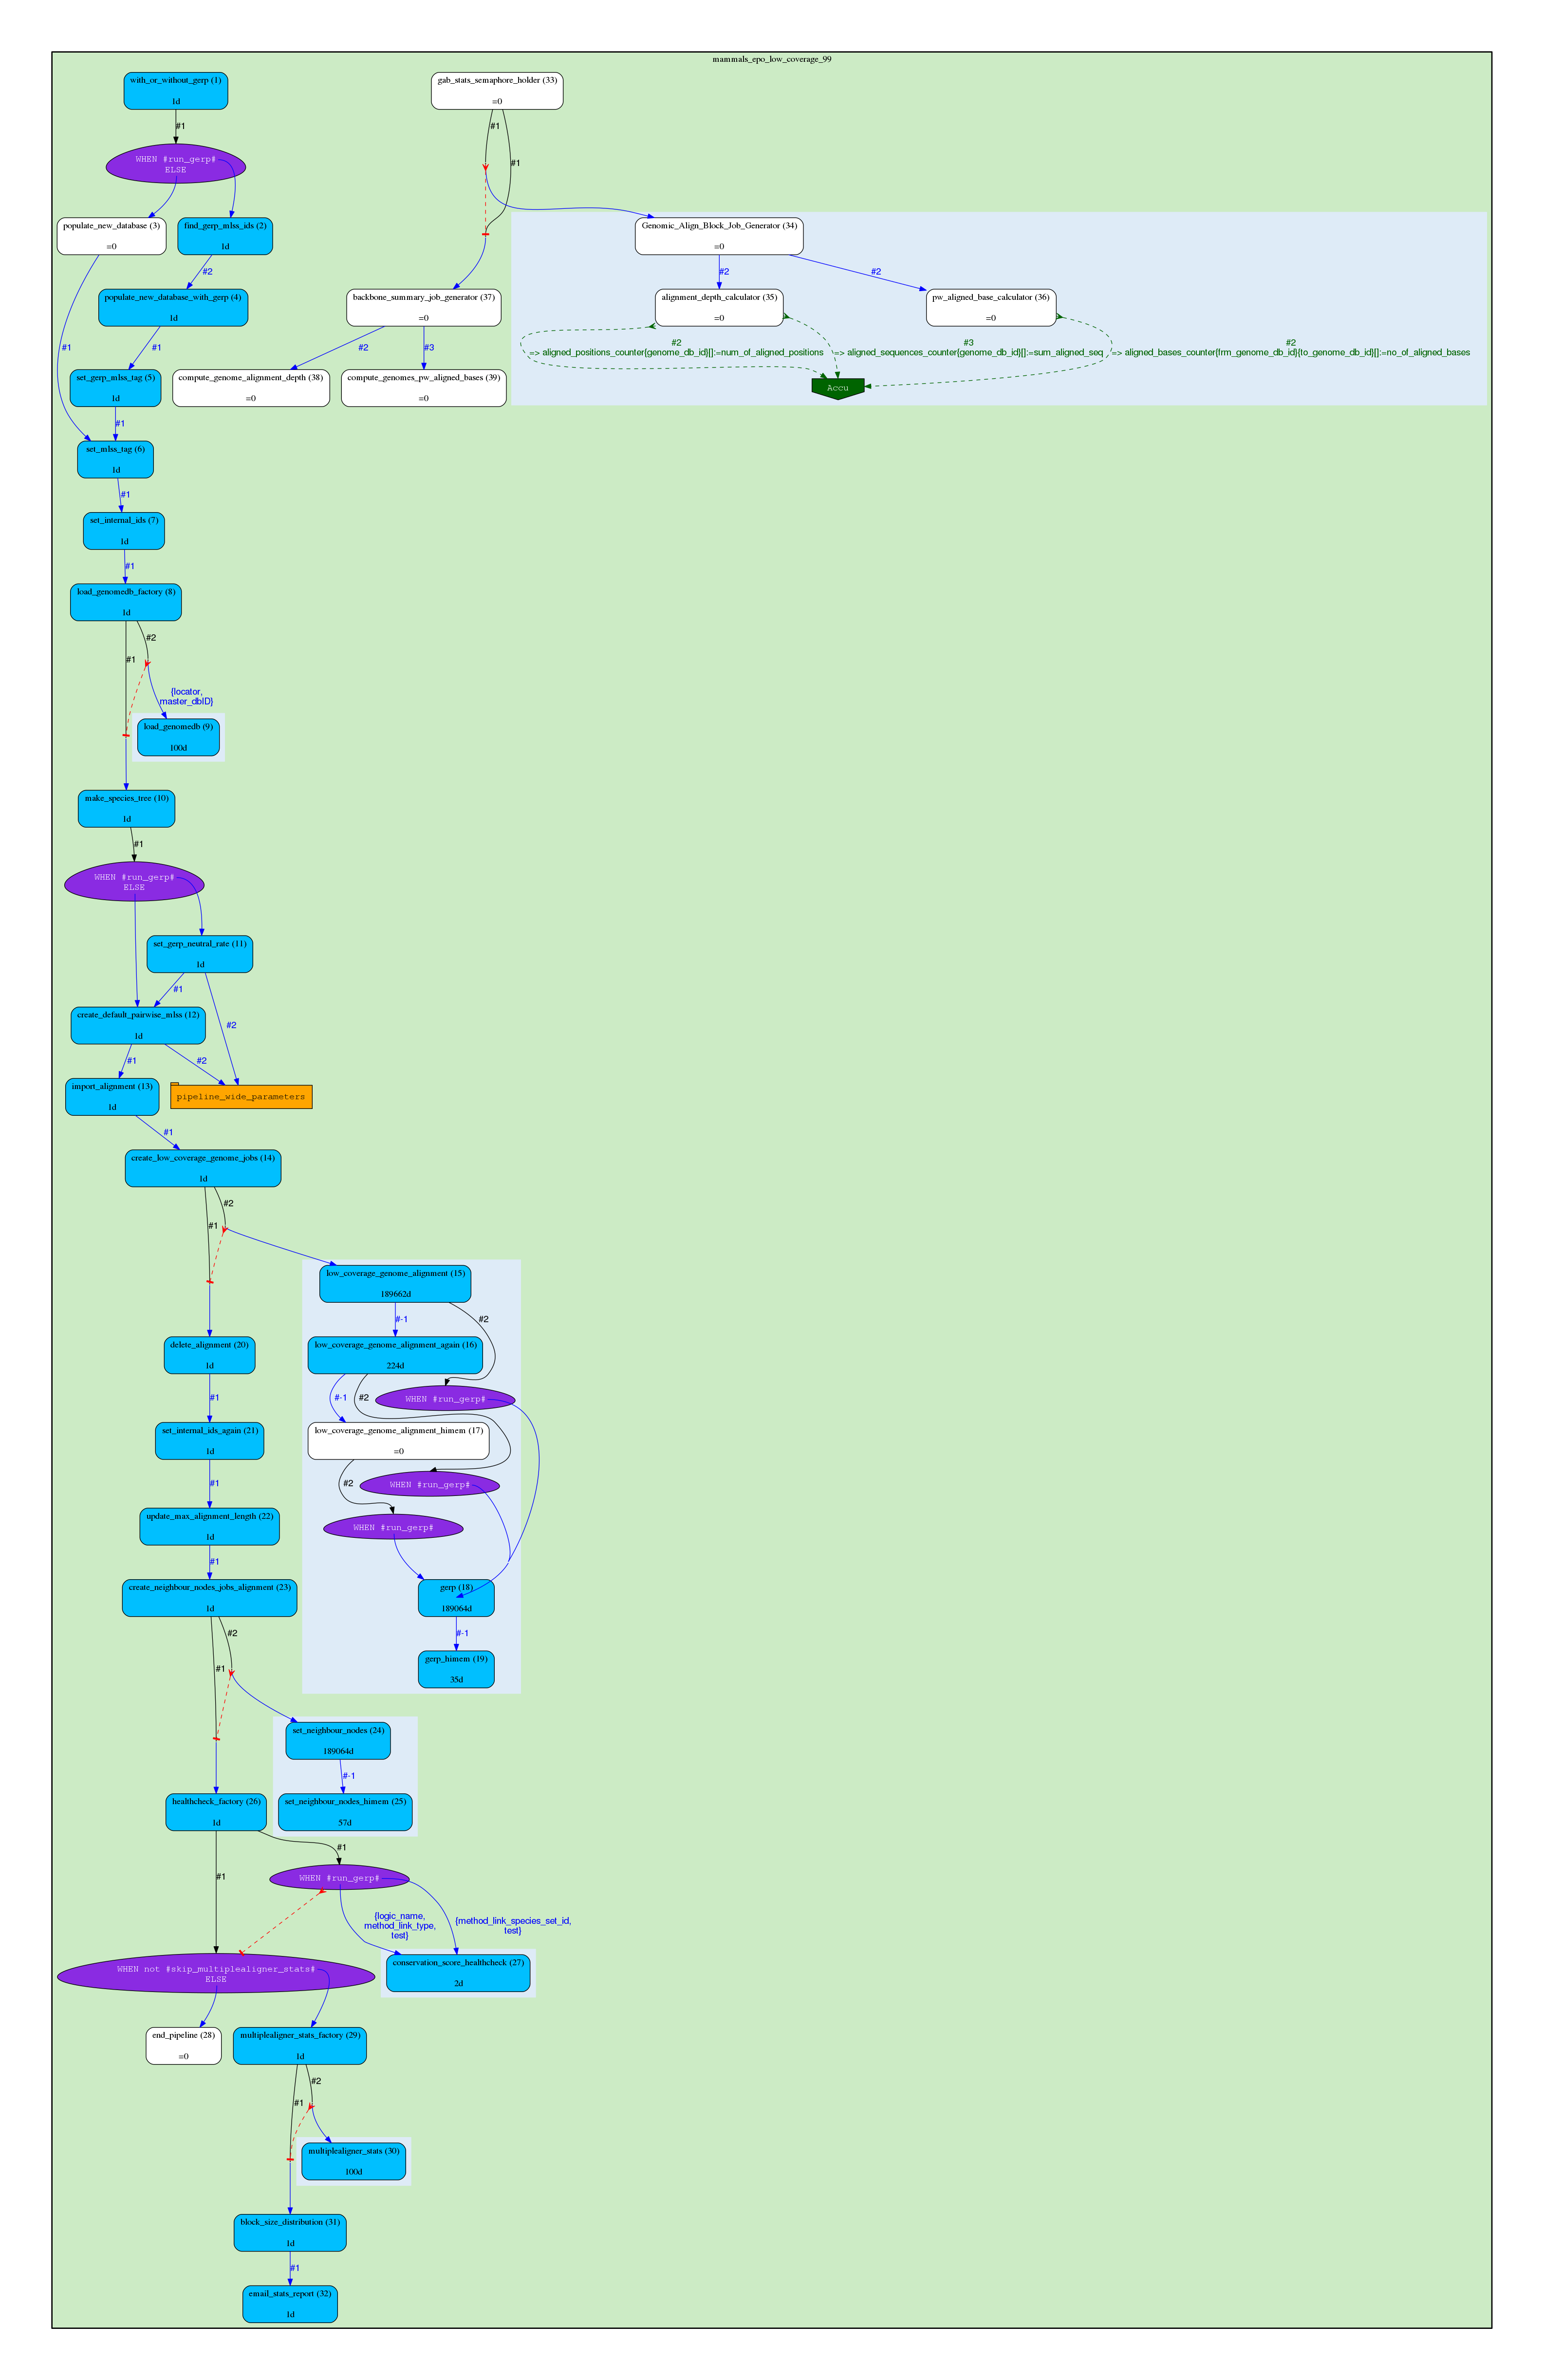 mammals_epo_low_coverage_99
with_or_without_gerp (1)
1d
gab_stats_semaphore_holder (33)
=0
#1
#1
#1
WHEN #run_gerp#
ELSE
populate_new_database (3)
=0
find_gerp_mlss_ids (2)
1d
Genomic_Align_Block_Job_Generator (34)
=0
#2
#2
#2
populate_new_database_with_gerp (4)
1d
backbone_summary_job_generator (37)
=0
alignment_depth_calculator (35)
=0
pw_aligned_base_calculator (36)
=0
#1
#1
#2
#3
#2
=> aligned_positions_counter{genome_db_id}[]:=num_of_aligned_positions
#3
=> aligned_sequences_counter{genome_db_id}[]:=sum_aligned_seq
#2
=> aligned_bases_counter{frm_genome_db_id}{to_genome_db_id}[]:=no_of_aligned_bases
set_gerp_mlss_tag (5)
1d
compute_genome_alignment_depth (38)
=0
compute_genomes_pw_aligned_bases (39)
=0
Accu
#1
set_mlss_tag (6)
1d
#1
set_internal_ids (7)
1d
#1
load_genomedb_factory (8)
1d
#2
#1
{locator,
master_dbID}
load_genomedb (9)
100d
make_species_tree (10)
1d
#1
WHEN #run_gerp#
ELSE
set_gerp_neutral_rate (11)
1d
#1
#2
create_default_pairwise_mlss (12)
1d
#1
#2
import_alignment (13)
1d
pipeline_wide_parameters
#1
create_low_coverage_genome_jobs (14)
1d
#2
#1
low_coverage_genome_alignment (15)
189662d
#-1
#2
delete_alignment (20)
1d
low_coverage_genome_alignment_again (16)
224d
#1
#-1
#2
WHEN #run_gerp#
set_internal_ids_again (21)
1d
low_coverage_genome_alignment_himem (17)
=0
#1
#2
WHEN #run_gerp#
update_max_alignment_length (22)
1d
WHEN #run_gerp#
#1
create_neighbour_nodes_jobs_alignment (23)
1d
gerp (18)
189064d
#2
#-1
#1
gerp_himem (19)
35d
set_neighbour_nodes (24)
189064d
#-1
healthcheck_factory (26)
1d
set_neighbour_nodes_himem (25)
57d
#1
#1
WHEN #run_gerp#
{logic_name,
method_link_type,
test}
{method_link_species_set_id,
test}
WHEN not #skip_multiplealigner_stats#
ELSE
conservation_score_healthcheck (27)
2d
end_pipeline (28)
=0
multiplealigner_stats_factory (29)
1d
#2
#1
multiplealigner_stats (30)
100d
block_size_distribution (31)
1d
#1
email_stats_report (32)
1d